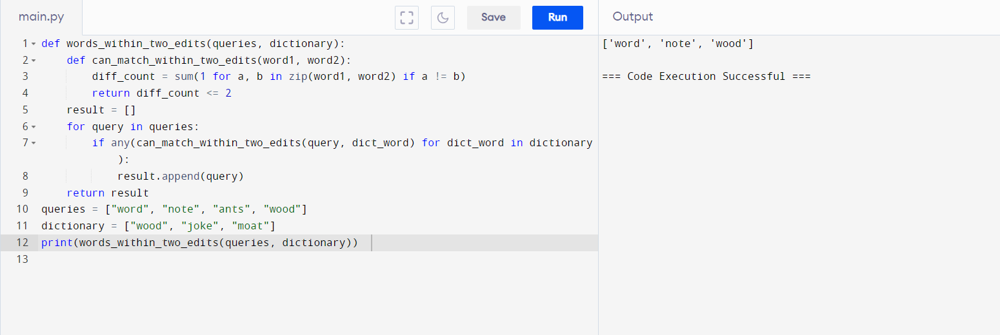 main.py
Save
Run
Output
1 def words_within_two_edits(queries, dictionary):
2     def can_match_within_two_edits(word1, word2):
3         diff_count = sum(1 for a, b in zip(word1, word2) if a != b)
4         return diff_count <= 2
5     result = []
6     for query in queries:
7         if any(can_match_within_two_edits(query, dict_word) for dict_word in dictionary
            ):
8             result.append(query)
9     return result
10 queries = ["word", "note", "ants", "wood"]
11 dictionary = ["wood", "joke", "moat"]
12 print(words_within_two_edits(queries, dictionary))
13
['word', 'note', 'wood']
=== Code Execution Successful ===